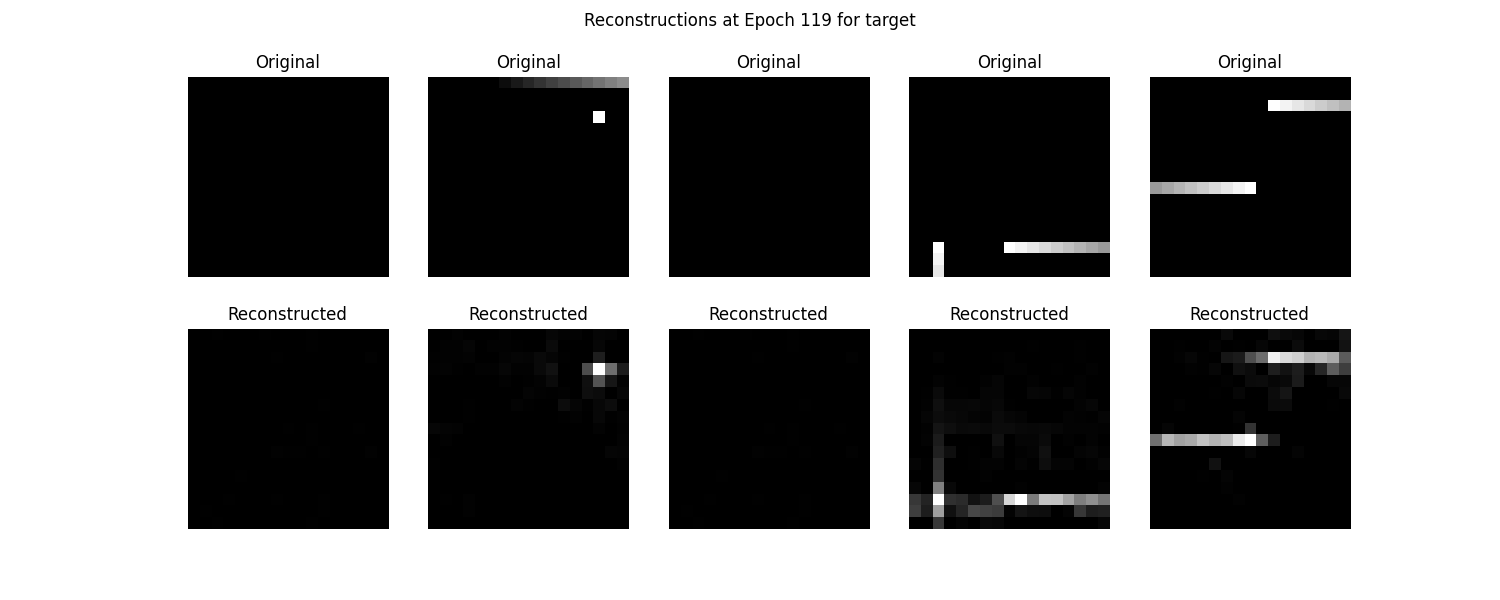 Reconstructions at Epoch 119 for target
Original Original Original Original Original
Reconstructed Reconstructed Reconstructed Reconstructed Reconstructed